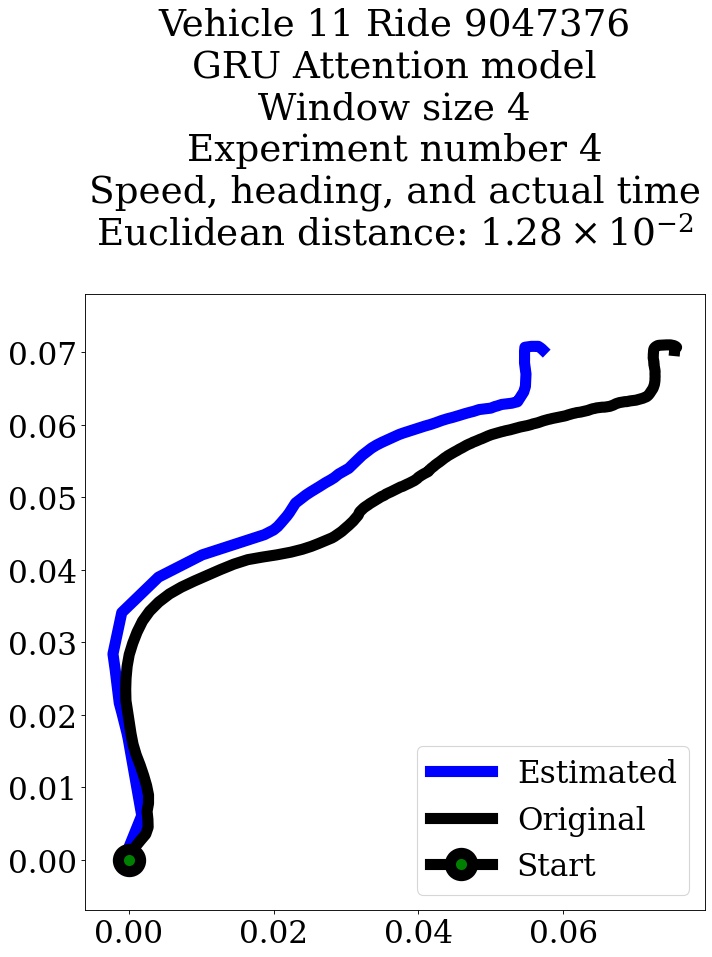 Vehicle 11 Ride 9047376
GRU Attention model
Window size 4
Experiment number 4
Speed, heading, and actual time
Euclidean distance: 1.28 × 10⁻²
0.07
0.06
0.05
0.04
0.03
0.02
0.01
0.00
Estimated
Original
Start
0.00 0.02 0.04 0.06